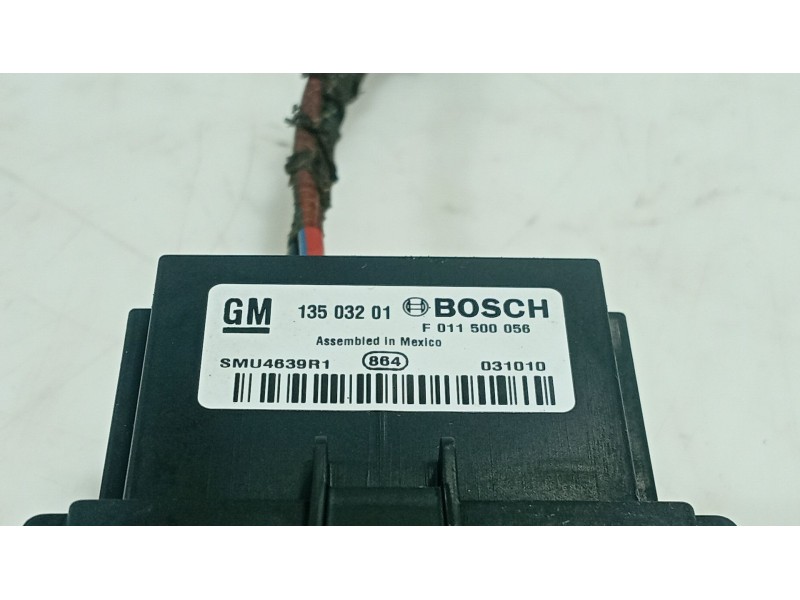 GM 135 032 01 BOSCH
F 011 500 056
Assembled in Mexico
SMU4639R1 864 031010